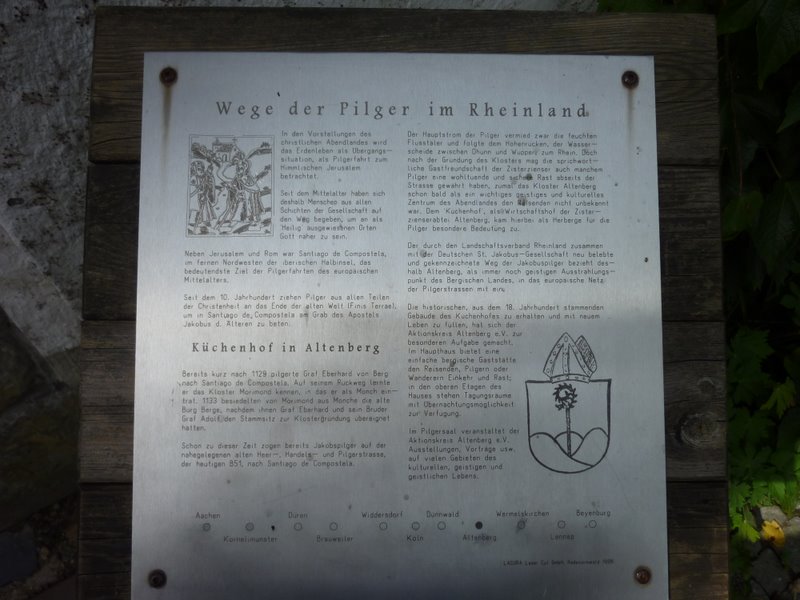 Wege der Pilger im Rheinland
In den Vorstellungen des
christlichen Abendlandes wird
das Erdenleben als Übergangs-
situation, als Pilgerfahrt zum
Himmlischen Jerusalem
betrachtet.
Seit dem Mittelalter haben sich
deshalb Menschen aus allen
Schichten der Gesellschaft auf
den Weg begeben, um an als
'Heilig' ausgewiesenen Orten
Gott näher zu sein.
Neben Jerusalem und Rom war Santiago de Compostela,
im fernen Nordwesten der iberischen Halbinsel, das
bedeutendste Ziel der Pilgerfahrten des europäischen
Mittelalters.
Seit dem 10. Jahrhundert ziehen Pilger aus allen Teilen
der Christenheit an das Ende der alten Welt (Finis Terrae),
um in Santiago de Compostela am Grab des Apostels
Jakobus d. Älteren zu beten.
Küchenhof in Altenberg
Bereits kurz nach 1129 pilgerte Graf Eberhard von Berg
nach Santiago de Compostela. Auf seinem Rückweg lernte
er das Kloster Morimond kennen, in das er als Mönch ein-
trat. 1133 besiedelten von Morimond aus Mönche die alte
Burg Berge, nachdem ihnen Graf Eberhard und sein Bruder
Graf Adolf den Stammsitz zur Klostergründung übereignet
hatten.
Schon zu dieser Zeit zogen bereits Jakobspilger auf der
nahegelegenen alten Heer-, Handels- und Pilgerstrasse,
der heutigen B51, nach Santiago de Compostela.
Der Hauptstrom der Pilger vermied zwar die feuchten
Flusstäler und folgte dem Höhenrücken, der Wasser-
scheide zwischen Dhünn und Wupper, zum Rhein. Doch
nach der Gründung des Klosters mag die sprichwört-
liche Gastfreundschaft der Zisterzienser auch manchem
Pilger eine wohltuende und sichere Rast abseits der
Strasse gewährt haben, zumal das Kloster Altenberg
schon bald als ein wichtiges geistiges und kulturelles
Zentrum des Abendlandes den Reisenden nicht unbekannt
war. Dem 'Küchenhof', als Wirtschaftshof der Zister-
zienserabtei Altenberg, kam hierbei als Herberge für die
Pilger besondere Bedeutung zu.
Der durch den Landschaftsverband Rheinland zusammen
mit der Deutschen St. Jakobus-Gesellschaft neu belebte
und gekennzeichnete Weg der Jakobuspilger bezieht des-
halb Altenberg, als immer noch geistigen Ausstrahlungs-
punkt des Bergischen Landes, in das europäische Netz
der Pilgerstrassen mit ein.
Die historischen, aus dem 18. Jahrhundert stammenden
Gebäude des Küchenhofes zu erhalten und mit neuem
Leben zu füllen, hat sich der
Aktionskreis Altenberg e.V. zur
besonderen Aufgabe gemacht.
Im Haupthaus bietet eine
einfache bergische Gaststätte
den Reisenden, Pilgern oder
Wanderern Einkehr und Rast;
in den oberen Etagen des
Hauses stehen Tagungsräume
mit Übernachtungsmöglichkeit
zur Verfügung.
Im Pilgersaal veranstaltet der
Aktionskreis Altenberg e.V.
Ausstellungen, Vorträge usw.
auf vielen Gebieten des
kulturellen, geistigen und
geistlichen Lebens.
Aachen Düren Widdersdorf Dünnwald Wermelskirchen Beyenburg
Kornelimünster Brauweiler Köln Altenberg Lennep